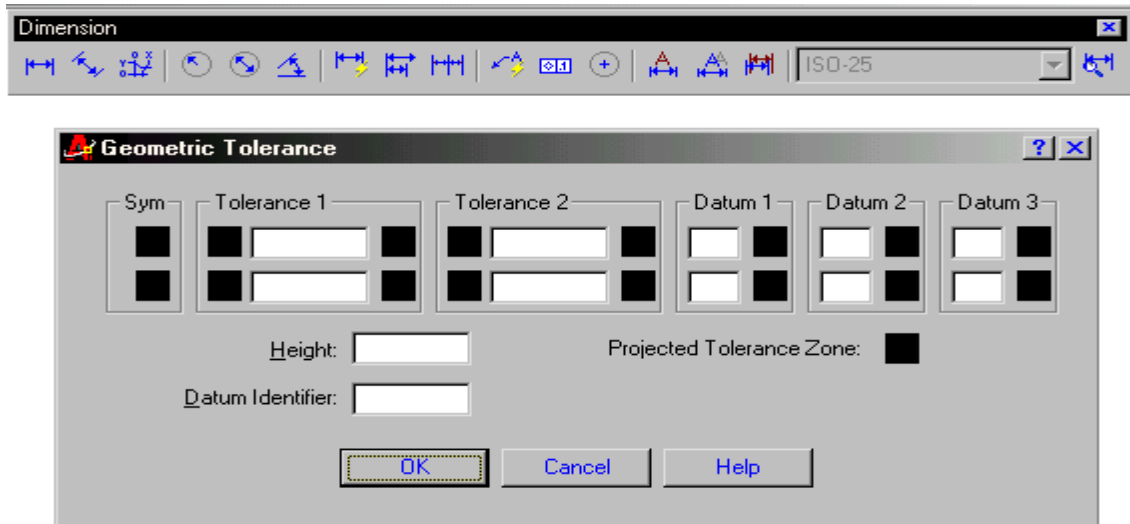 Dimension
ISO-25
Geometric Tolerance
Sym Tolerance 1 Tolerance 2 Datum 1 Datum 2 Datum 3
Height: Projected Tolerance Zone:
Datum Identifier:
OK Cancel Help